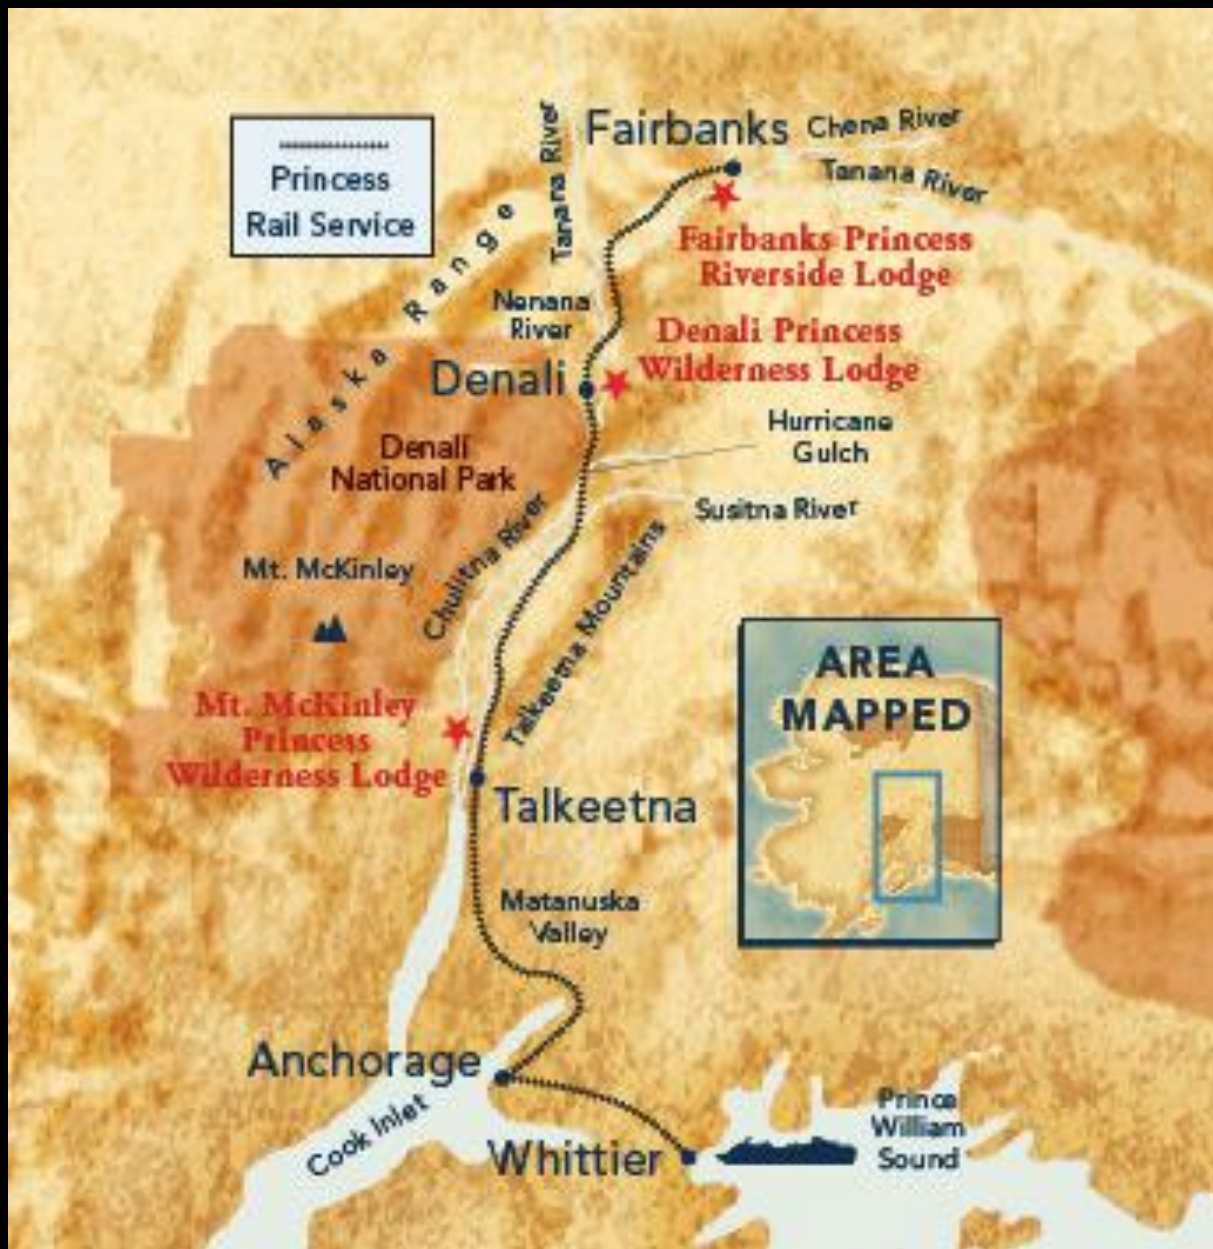 Princess
Rail Service
Fairbanks
Chena River
Tanana River
Tanana River
Fairbanks Princess
Riverside Lodge
Alaska Range
Nenana
River
Denali Princess
Wilderness Lodge
Denali
Hurricane
Gulch
Denali
National Park
Susitna River
Chulitna River
Mt. McKinley
Talkeetna Mountains
AREA
MAPPED
Mt. McKinley
Princess
Wilderness Lodge
Talkeetna
Matanuska
Valley
Anchorage
Cook Inlet
Whittier
Prince
William
Sound